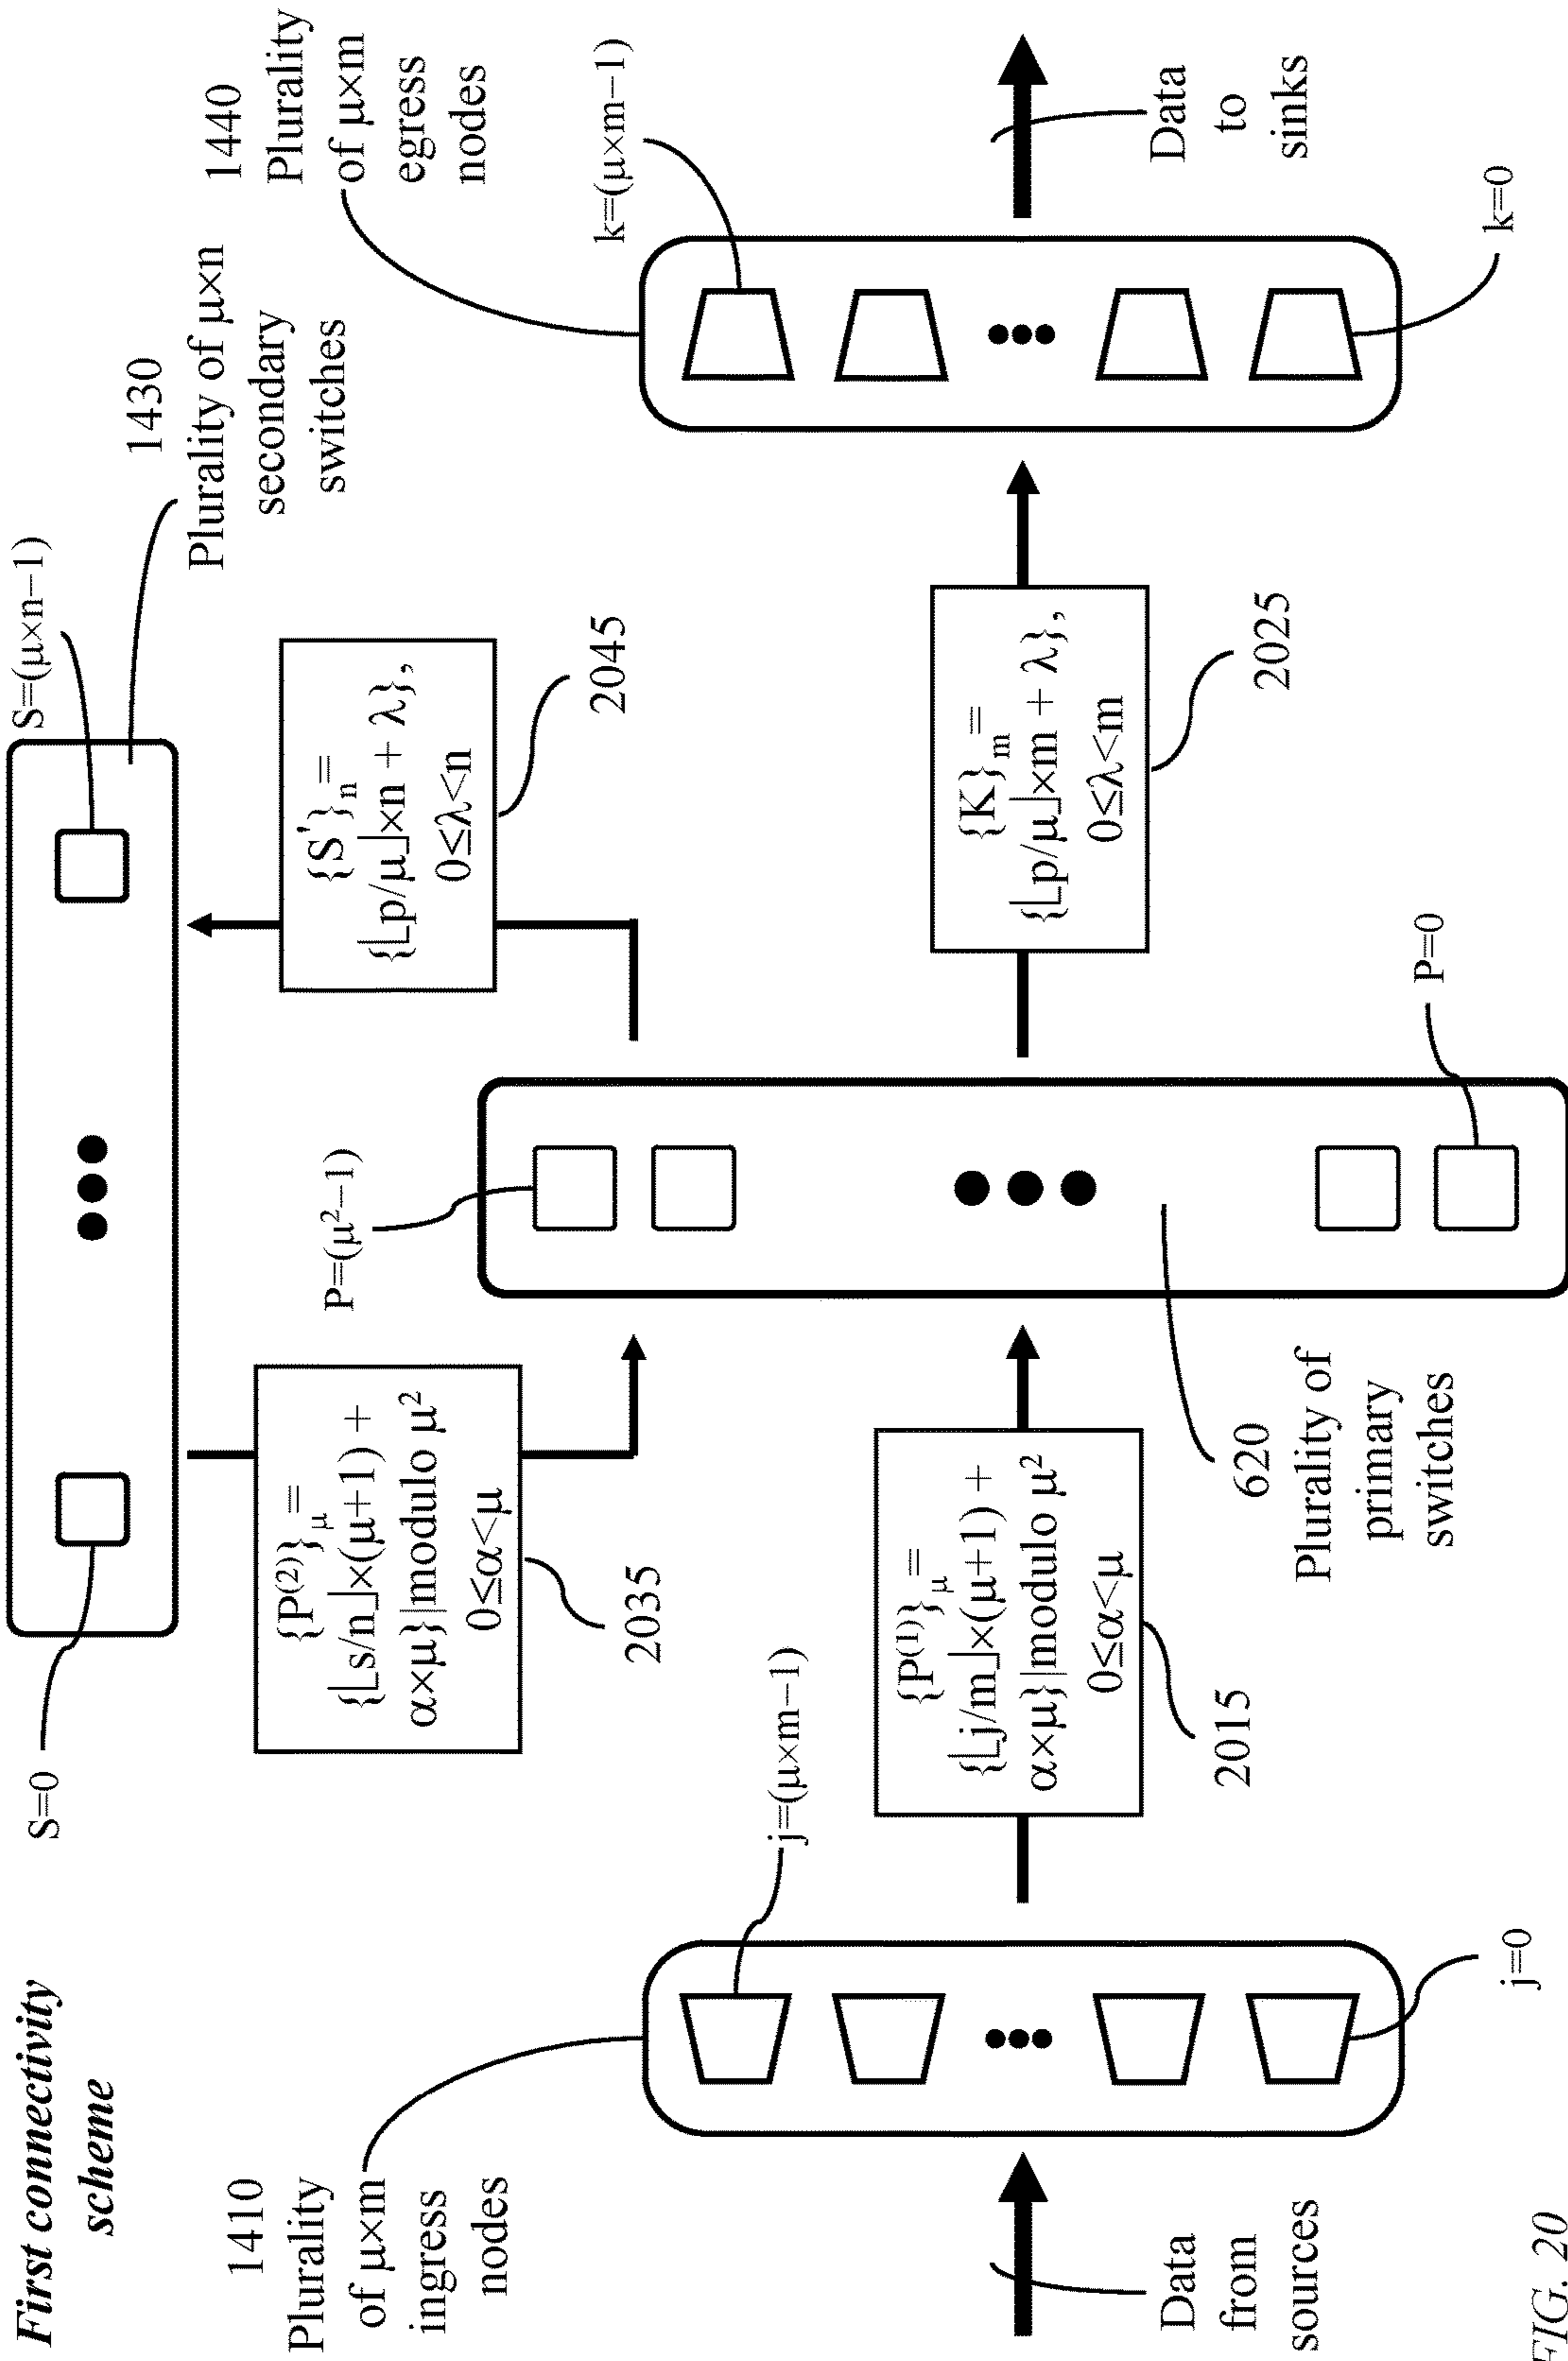 First connectivity
scheme
S=0
S=(μ×n−1)
1430
Plurality of μ×n
secondary
switches
1440
Plurality
of μ×m
egress
nodes
1410
Plurality
of μ×m
ingress
nodes
{P(2)}μ =
{⌊s/n⌋×(μ+1) +
α×μ}|modulo μ²
0≤α<μ
2035
P=(μ²−1)
{S'}n=
{⌊p/μ⌋×n + λ},
0≤λ<n
2045
k=(μ×m−1)
j=(μ×m−1)
{P(1)}μ =
{⌊j/m⌋×(μ+1) +
α×μ}|modulo μ²
0≤α<μ
2015
{K}m =
{⌊p/μ⌋×m + λ},
0≤λ<m
2025
Data
from
sources
Data
to
sinks
620
Plurality of
primary
switches
P=0
j=0
k=0
FIG. 20